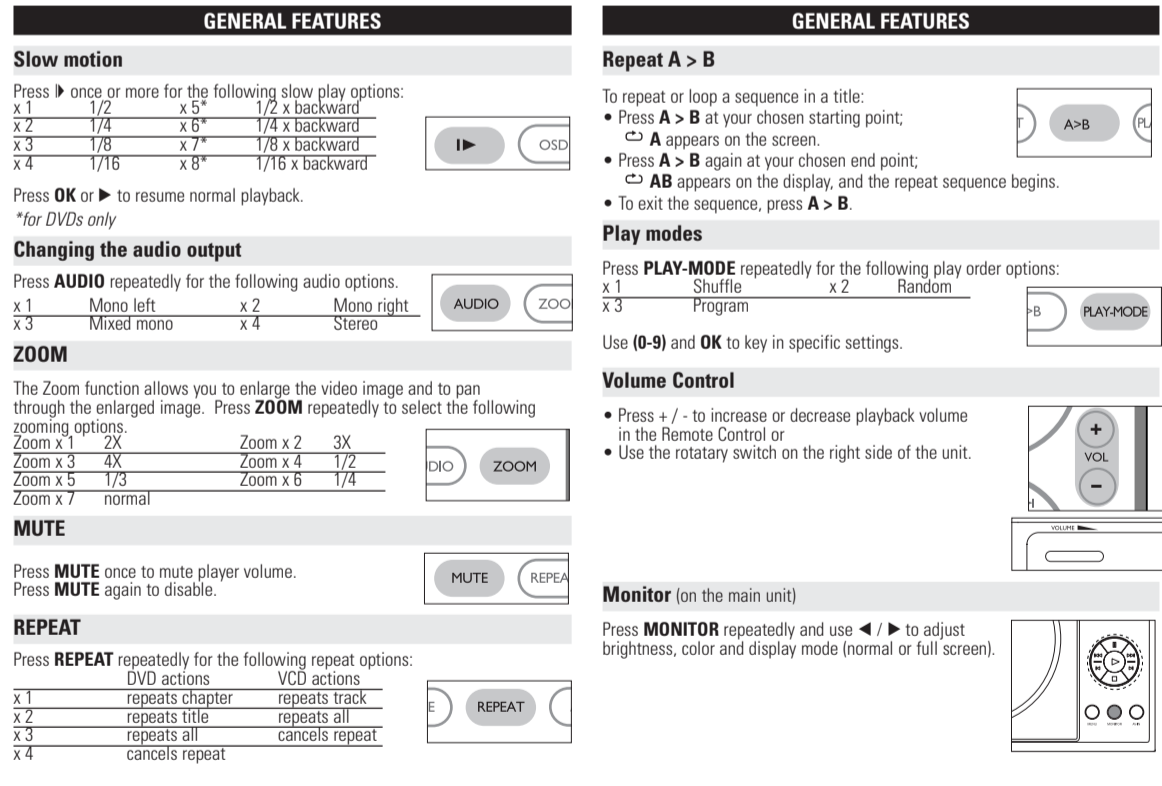 GENERAL FEATURES
Slow motion
Press I▶ once or more for the following slow play options:
x 1 1/2 x 5* 1/2 x backward
x 2 1/4 x 6* 1/4 x backward
x 3 1/8 x 7* 1/8 x backward
x 4 1/16 x 8* 1/16 x backward
OSD
Press OK or ▶ to resume normal playback.
*for DVDs only
Changing the audio output
Press AUDIO repeatedly for the following audio options.
x 1 Mono left x 2 Mono right
x 3 Mixed mono x 4 Stereo
AUDIO ZOO
ZOOM
The Zoom function allows you to enlarge the video image and to pan
through the enlarged image. Press ZOOM repeatedly to select the following
zooming options.
Zoom x 1 2X Zoom x 2 3X
Zoom x 3 4X Zoom x 4 1/2
Zoom x 5 1/3 Zoom x 6 1/4
Zoom x 7 normal
DIO ZOOM
MUTE
Press MUTE once to mute player volume.
Press MUTE again to disable.
MUTE REPEA
REPEAT
Press REPEAT repeatedly for the following repeat options:
DVD actions VCD actions
x 1 repeats chapter repeats track
x 2 repeats title repeats all
x 3 repeats all cancels repeat
x 4 cancels repeat
E REPEAT
GENERAL FEATURES
Repeat A > B
To repeat or loop a sequence in a title:
• Press A > B at your chosen starting point;
A appears on the screen.
• Press A > B again at your chosen end point;
AB appears on the display, and the repeat sequence begins.
• To exit the sequence, press A > B.
T A>B PL
Play modes
Press PLAY-MODE repeatedly for the following play order options:
x 1 Shuffle x 2 Random
x 3 Program
>B PLAY-MODE
Use (0-9) and OK to key in specific settings.
Volume Control
• Press + / - to increase or decrease playback volume
in the Remote Control or
• Use the rotatary switch on the right side of the unit.
+
VOL
-
VOLUME
Monitor (on the main unit)
Press MONITOR repeatedly and use ◀ / ▶ to adjust
brightness, color and display mode (normal or full screen).